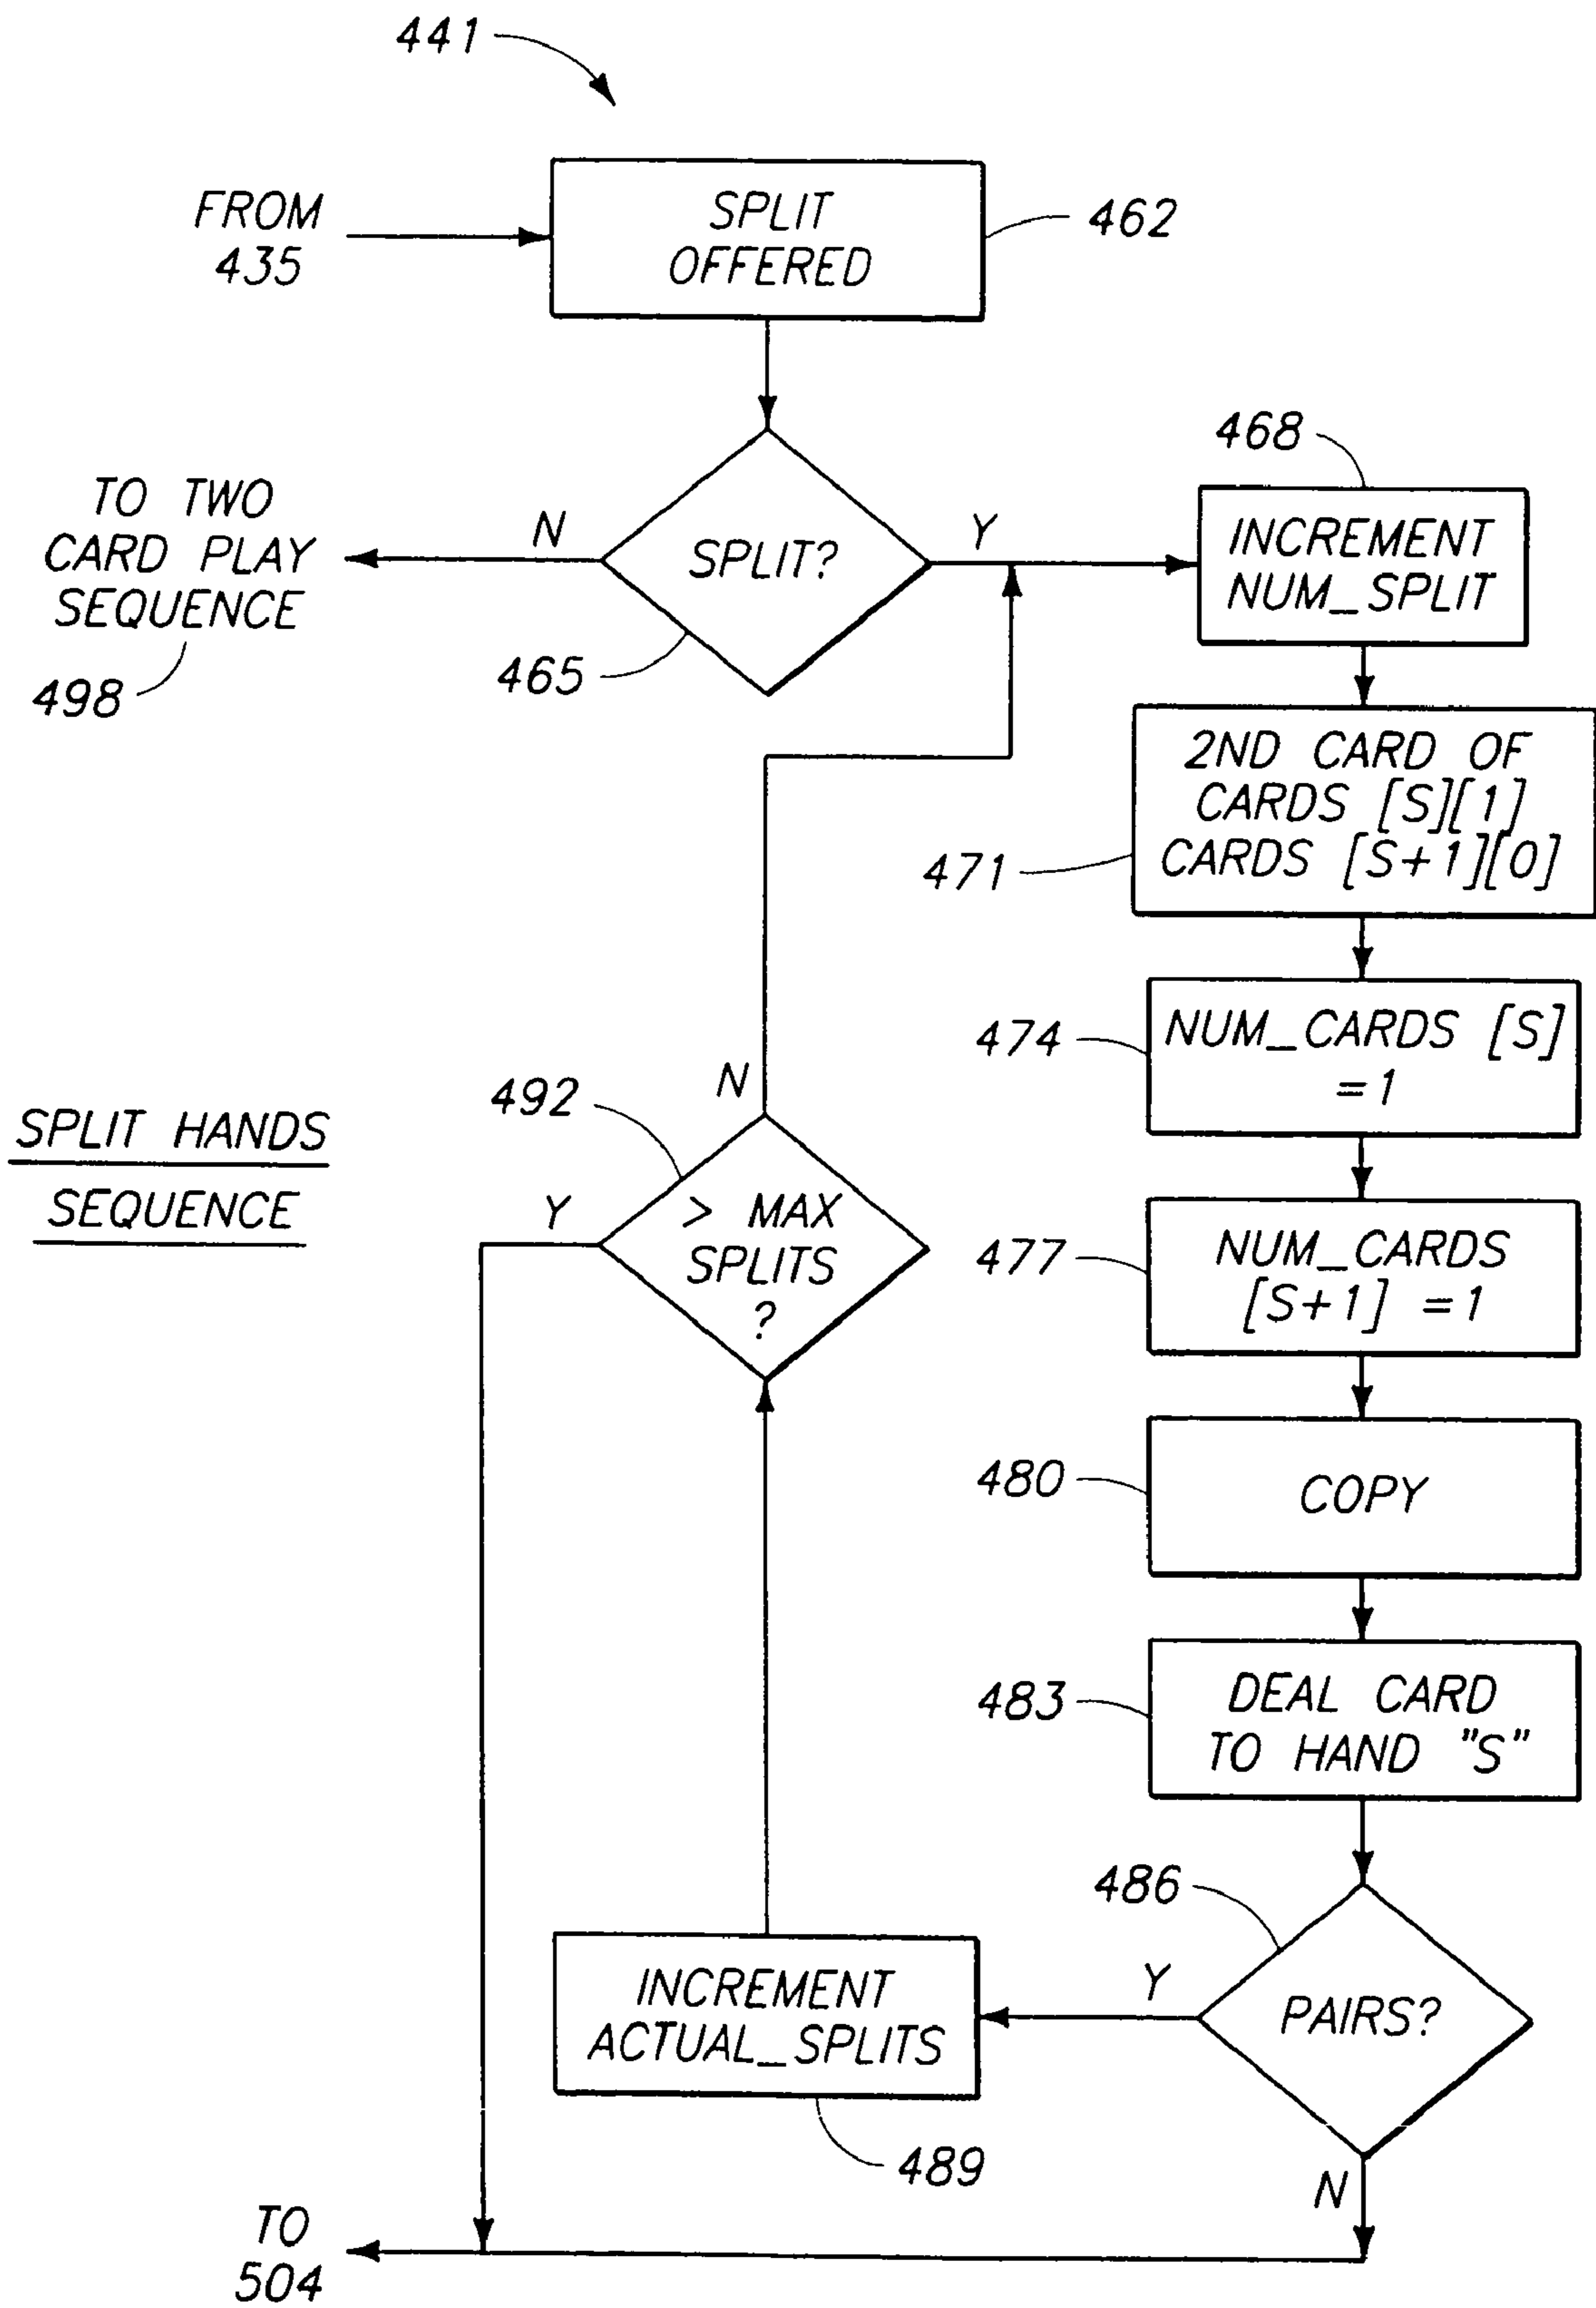 441
FROM
435
SPLIT
OFFERED
462
468
TO TWO
CARD PLAY
SEQUENCE
498
N
SPLIT?
Y
465
INCREMENT
NUM_SPLIT
2ND CARD OF
CARDS [S][1]
CARDS [S+1][0]
471
NUM_CARDS [S]
=1
474
SPLIT HANDS
SEQUENCE
492
N
Y
> MAX
SPLITS
?
NUM_CARDS
[S+1] =1
477
COPY
480
DEAL CARD
TO HAND "S"
483
486
PAIRS?
Y
N
INCREMENT
ACTUAL_SPLITS
489
TO
504